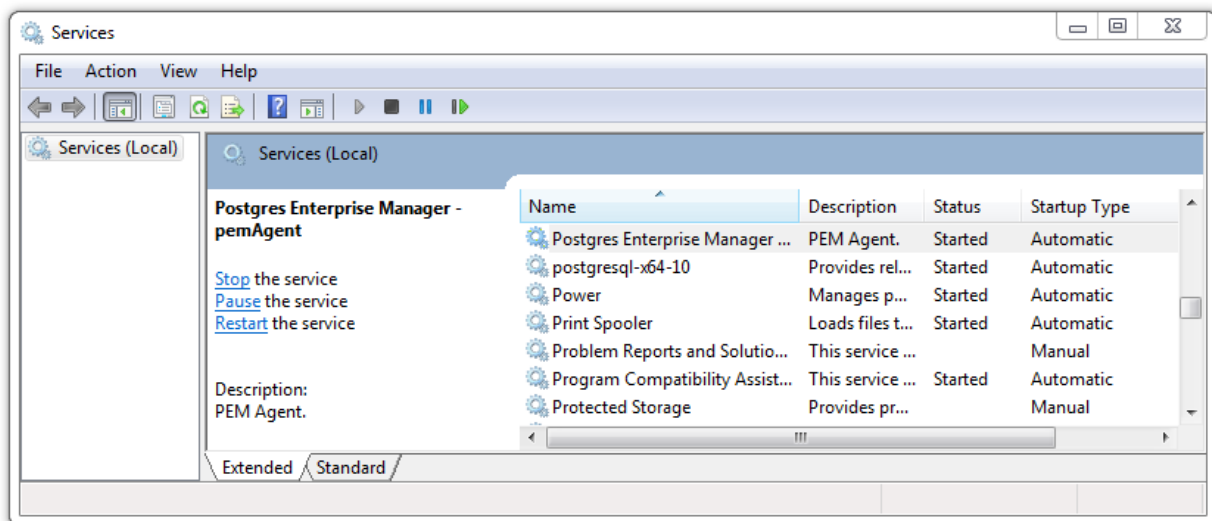 Services
File Action View Help
Services (Local)
Services (Local)
Postgres Enterprise Manager -
pemAgent
Stop the service
Pause the service
Restart the service
Description:
PEM Agent.
Name Description Status Startup Type
Postgres Enterprise Manager ... PEM Agent. Started Automatic
postgresql-x64-10 Provides rel... Started Automatic
Power Manages p... Started Automatic
Print Spooler Loads files t... Started Automatic
Problem Reports and Solutio... This service ... Manual
Program Compatibility Assist... This service ... Started Automatic
Protected Storage Provides pr... Manual
Extended Standard